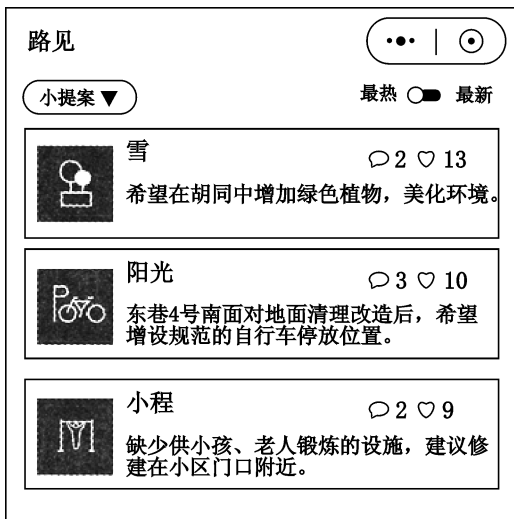 路见
小提案▼
最热 最新
雪
2 13
希望在胡同中增加绿色植物，美化环境。
阳光
3 10
东巷4号南面对地面清理改造后，希望
增设规范的自行车停放位置。
小程
2 9
缺少供小孩、老人锻炼的设施，建议修
建在小区门口附近。